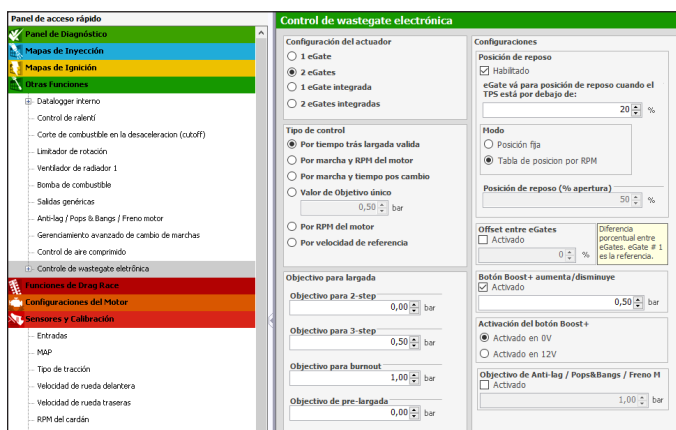 Panel de acceso rápido
Panel de Diagnóstico
Mapas de Inyección
Mapas de Ignición
Otras Funciones
Datalogger interno
Control de ralentí
Corte de combustible en la desaceleracion (cutoff)
Limitador de rotación
Ventilador de radiador 1
Bomba de combustible
Salidas genéricas
Anti-lag / Pops & Bangs / Freno motor
Gerenciamiento avanzado de cambio de marchas
Control de aire comprimido
Controle de wastegate eletrônica
Funciones de Drag Race
Configuraciones del Motor
Sensores y Calibración
Entradas
MAP
Tipo de tracción
Velocidad de rueda delantera
Velocidad de rueda traseras
RPM del cardán
Control de wastegate electrónica
Configuración del actuador
1 eGate
2 eGates
1 eGate integrada
2 eGates integradas
Tipo de control
Por tiempo trás largada valida
Por marcha y RPM del motor
Por marcha y tiempo pos cambio
Valor de Objetivo único
0,50 bar
Por RPM del motor
Por velocidad de referencia
Objectivo para largada
Objectivo para 2-step
0,00 bar
Objectivo para 3-step
0,50 bar
Objectivo para burnout
1,00 bar
Objectivo de pre-largada
0,00 bar
Configuraciones
Posición de reposo
Habilitado
eGate vá para posición de reposo cuando el
TPS está por debajo de:
20 %
Modo
Posición fija
Tabla de posicion por RPM
Posición de reposo (% apertura)
50 %
Offset entre eGates
Activado
0 %
Diferencia
porcentual entre
eGates. eGate # 1
es la referencia.
Botón Boost+ aumenta/disminuye
Activado
0,50 bar
Activación del botón Boost+
Activado en 0V
Activado en 12V
Objectivo de Anti-lag / Pops&Bangs / Freno M
Activado
1,00 bar